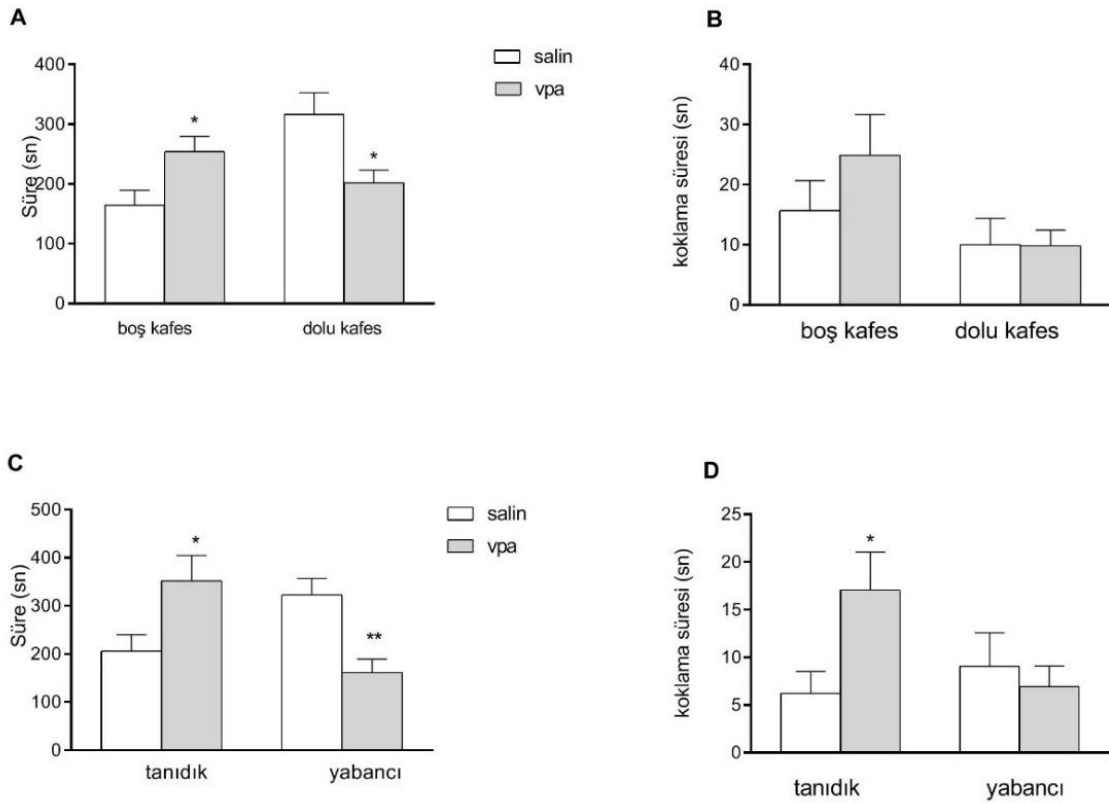 A
Süre (sn)
400
300
200
100
0
*
*
boş kafes
dolu kafes
salin
vpa
B
koklama süresi (sn)
40
30
20
10
0
boş kafes
dolu kafes
C
Süre (sn)
500
400
300
200
100
0
*
**
tanıdık
yabancı
salin
vpa
D
koklama süresi (sn)
25
20
15
10
5
0
*
tanıdık
yabancı